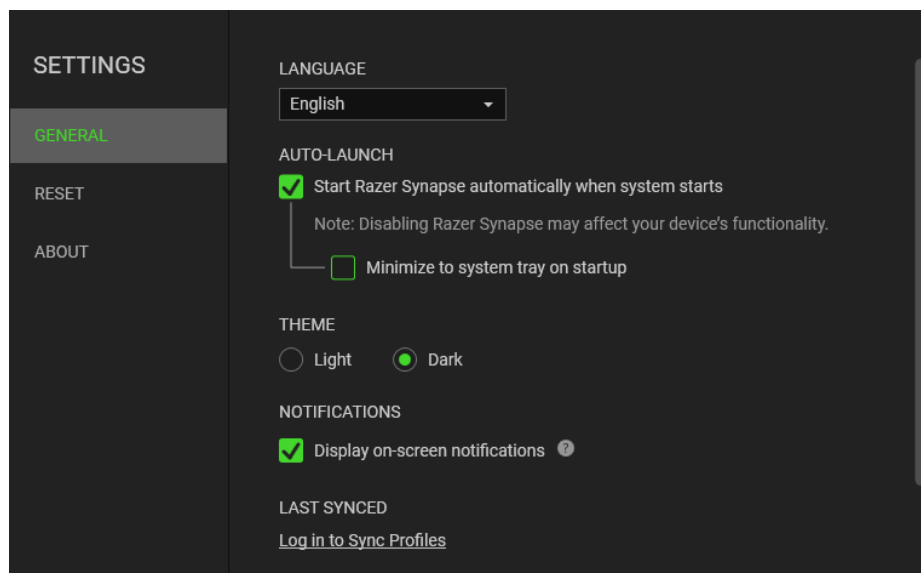 SETTINGS
GENERAL
RESET
ABOUT
LANGUAGE
English
AUTO-LAUNCH
Start Razer Synapse automatically when system starts
Note: Disabling Razer Synapse may affect your device’s functionality.
Minimize to system tray on startup
THEME
Light
Dark
NOTIFICATIONS
Display on-screen notifications ?
LAST SYNCED
Log in to Sync Profiles